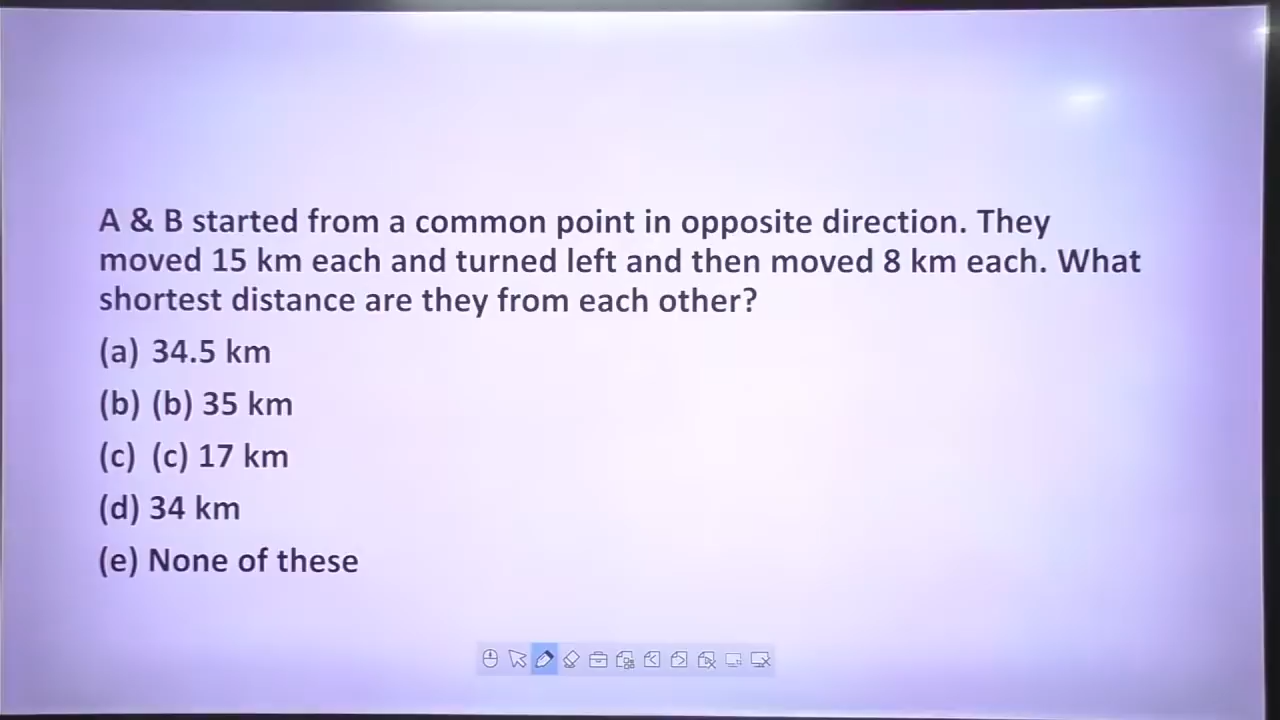 A & B started from a common point in opposite direction. They
moved 15 km each and turned left and then moved 8 km each. What
shortest distance are they from each other?
(a) 34.5 km
(b) (b) 35 km
(c) (c) 17 km
(d) 34 km
(e) None of these